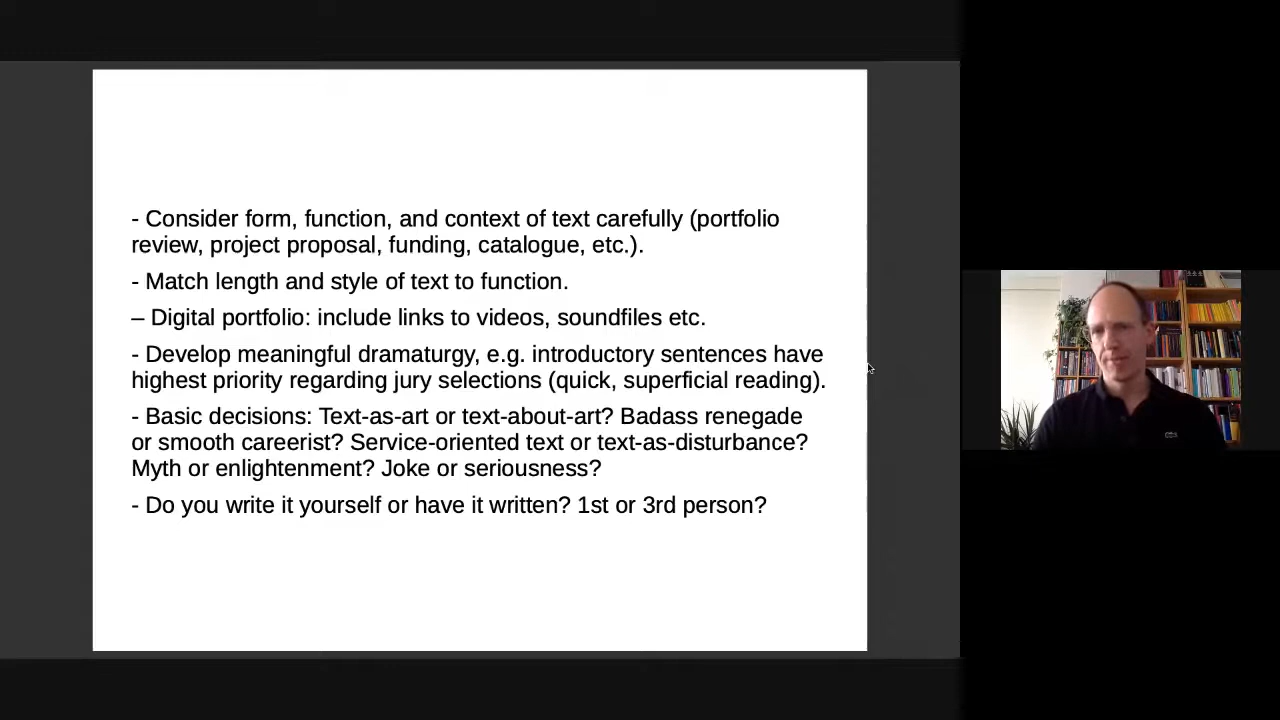 - Consider form, function, and context of text carefully (portfolio
review, project proposal, funding, catalogue, etc.).
- Match length and style of text to function.
– Digital portfolio: include links to videos, soundfiles etc.
- Develop meaningful dramaturgy, e.g. introductory sentences have
highest priority regarding jury selections (quick, superficial reading).
- Basic decisions: Text-as-art or text-about-art? Badass renegade
or smooth careerist? Service-oriented text or text-as-disturbance?
Myth or enlightenment? Joke or seriousness?
- Do you write it yourself or have it written? 1st or 3rd person?